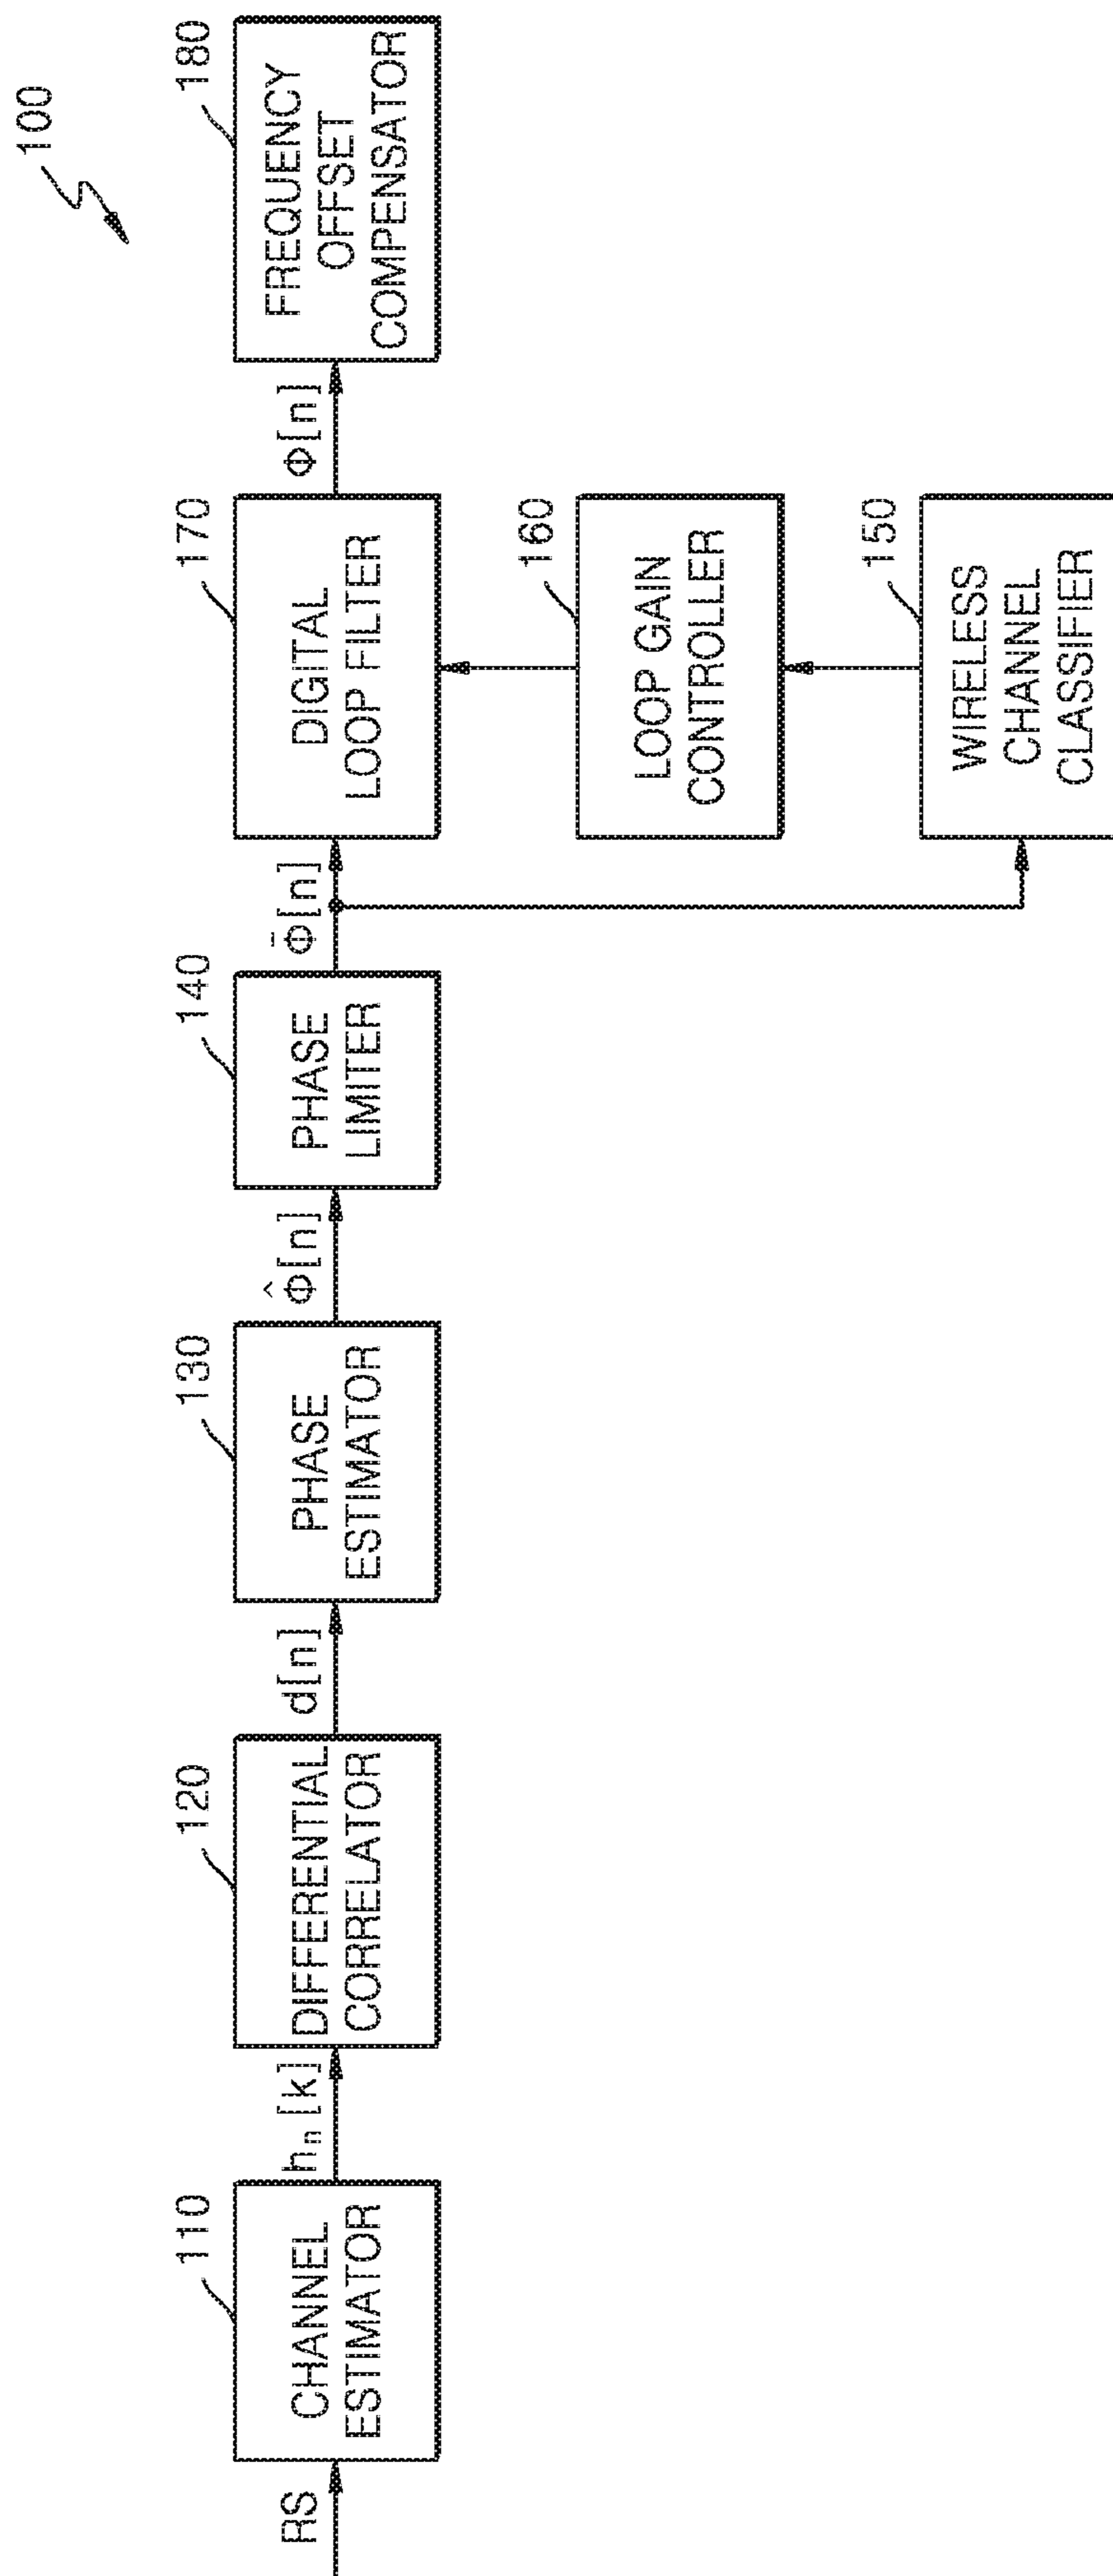 100
RS
110
CHANNEL
ESTIMATOR
hₙ[k]
120
DIFFERENTIAL
CORRELATOR
d[n]
130
PHASE
ESTIMATOR
Φ̂[n]
140
PHASE
LIMITER
Φ̄[n]
170
DIGITAL
LOOP FILTER
Φ[n]
180
FREQUENCY
OFFSET
COMPENSATOR
160
LOOP GAIN
CONTROLLER
150
WIRELESS
CHANNEL
CLASSIFIER